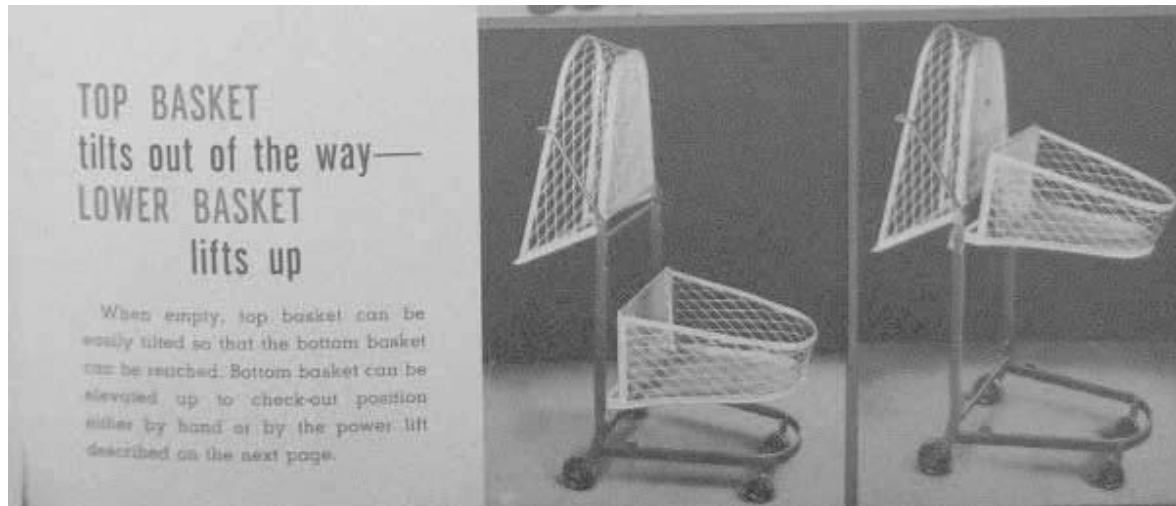 TOP BASKET
tilts out of the way—
LOWER BASKET
lifts up
When empty, top basket can be
easily tilted so that the bottom basket
can be reached. Bottom basket can be
elevated up to check-out position
either by hand or by the power lift
described on the next page.